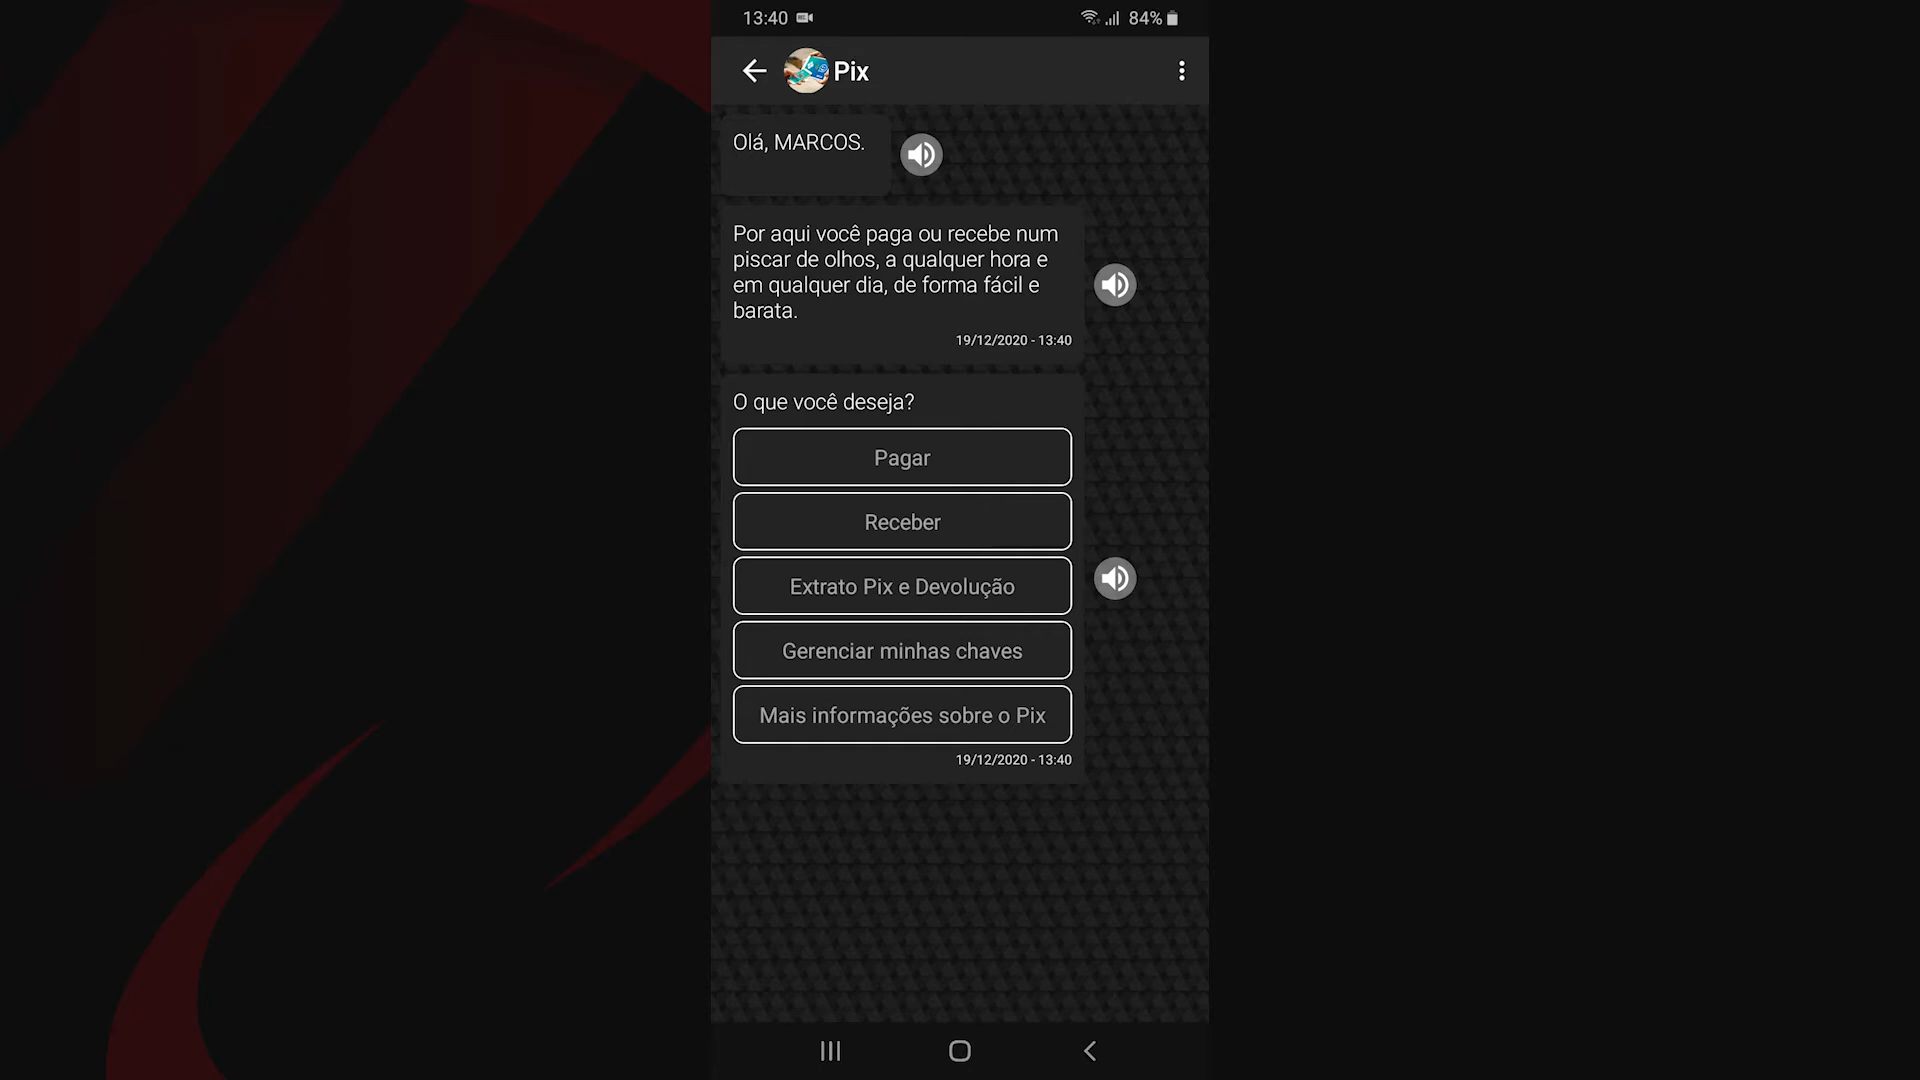 13:40
84%
Pix
Olá, MARCOS.
Por aqui você paga ou recebe num
piscar de olhos, a qualquer hora e
em qualquer dia, de forma fácil e
barata.
19/12/2020 - 13:40
O que você deseja?
Pagar
Receber
Extrato Pix e Devolução
Gerenciar minhas chaves
Mais informações sobre o Pix
19/12/2020 - 13:40